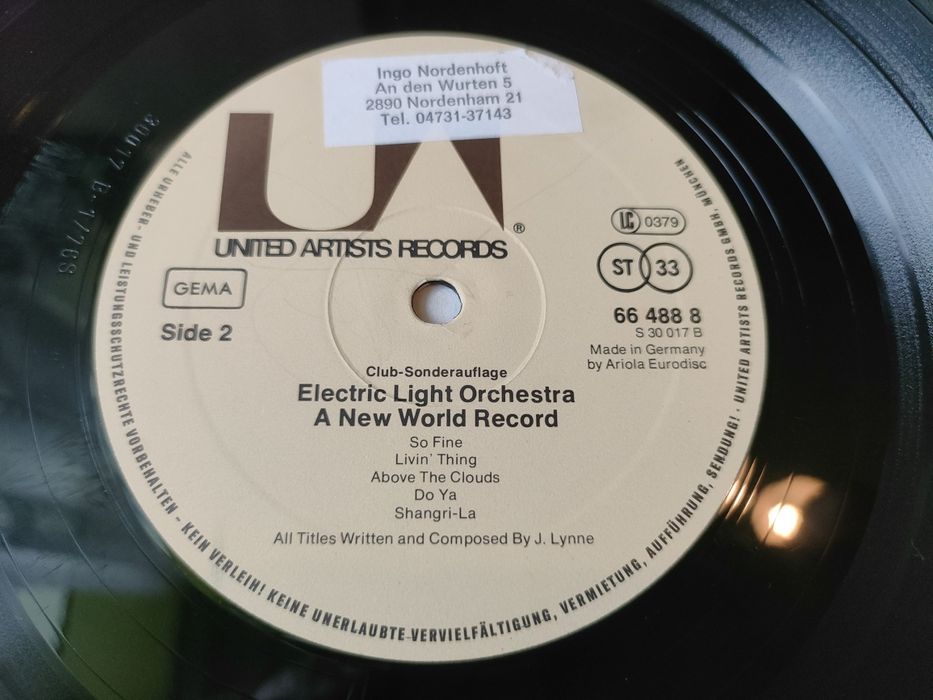 Ingo Nordenhoft
An den Wurten 5
2890 Nordenham 21
Tel. 04731-37143
UA
UNITED ARTISTS RECORDS®
LC 0379
ST 33
GEMA
Side 2
66 488 8
S 30 017 B
Made in Germany
by Ariola Eurodisc
Club-Sonderauflage
Electric Light Orchestra
A New World Record
So Fine
Livin' Thing
Above The Clouds
Do Ya
Shangri-La
All Titles Written and Composed By J. Lynne
ALLE URHEBER- UND LEISTUNGSSCHUTZRECHTE VORBEHALTEN - KEIN VERLEIH! KEINE UNERLAUBTE VERVIELFÄLTIGUNG, VERMIETUNG, AUFFÜHRUNG, SENDUNG! · UNITED ARTISTS RECORDS GMBH, MÜNCHEN